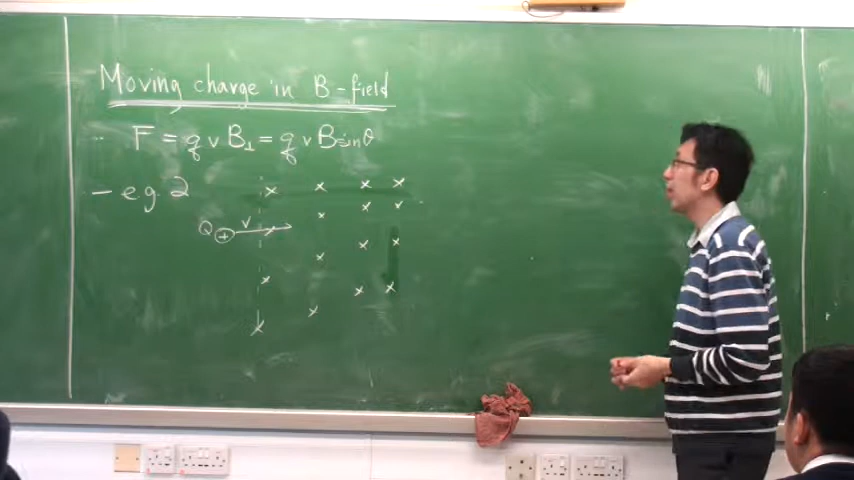 Moving charge in B-field
F = qvB⊥ = qvBsinθ
- eg 2
Q + v